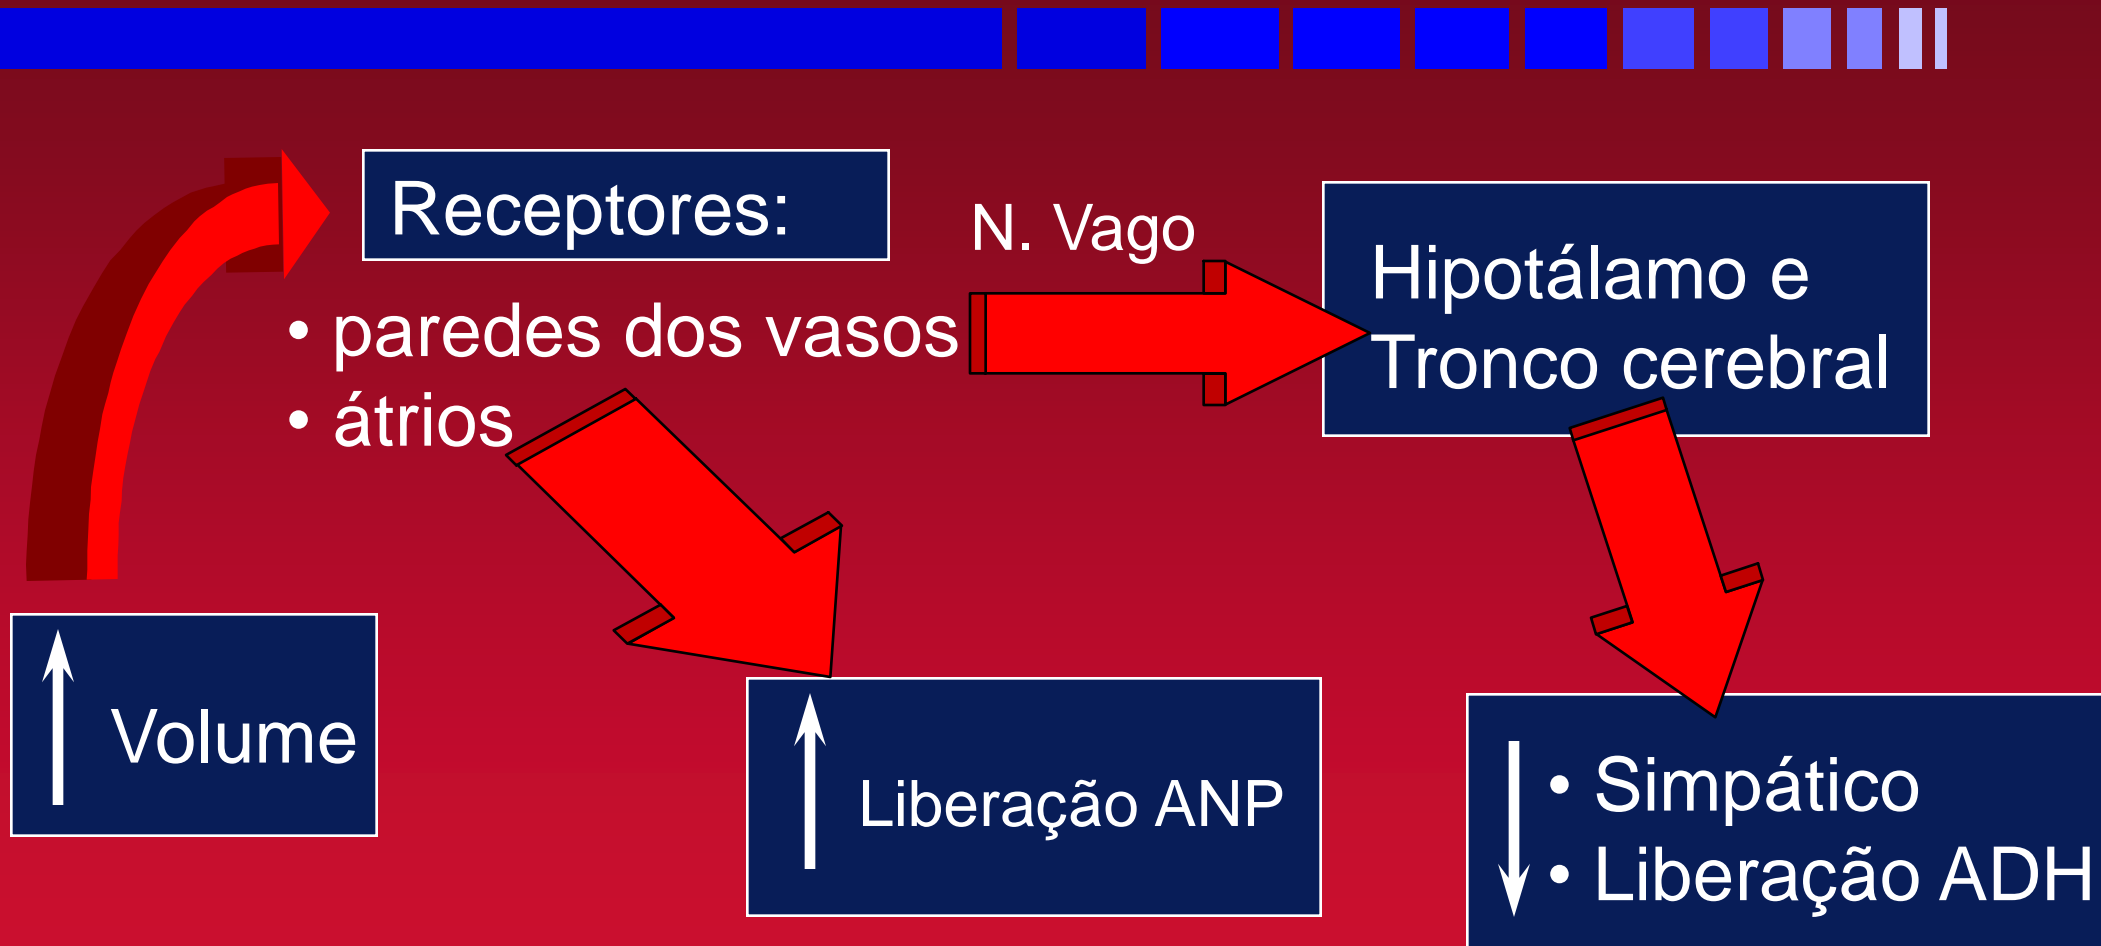 Receptores:
• paredes dos vasos
• átrios
N. Vago
Hipotálamo e
Tronco cerebral
Volume
Liberação ANP
• Simpático
• Liberação ADH